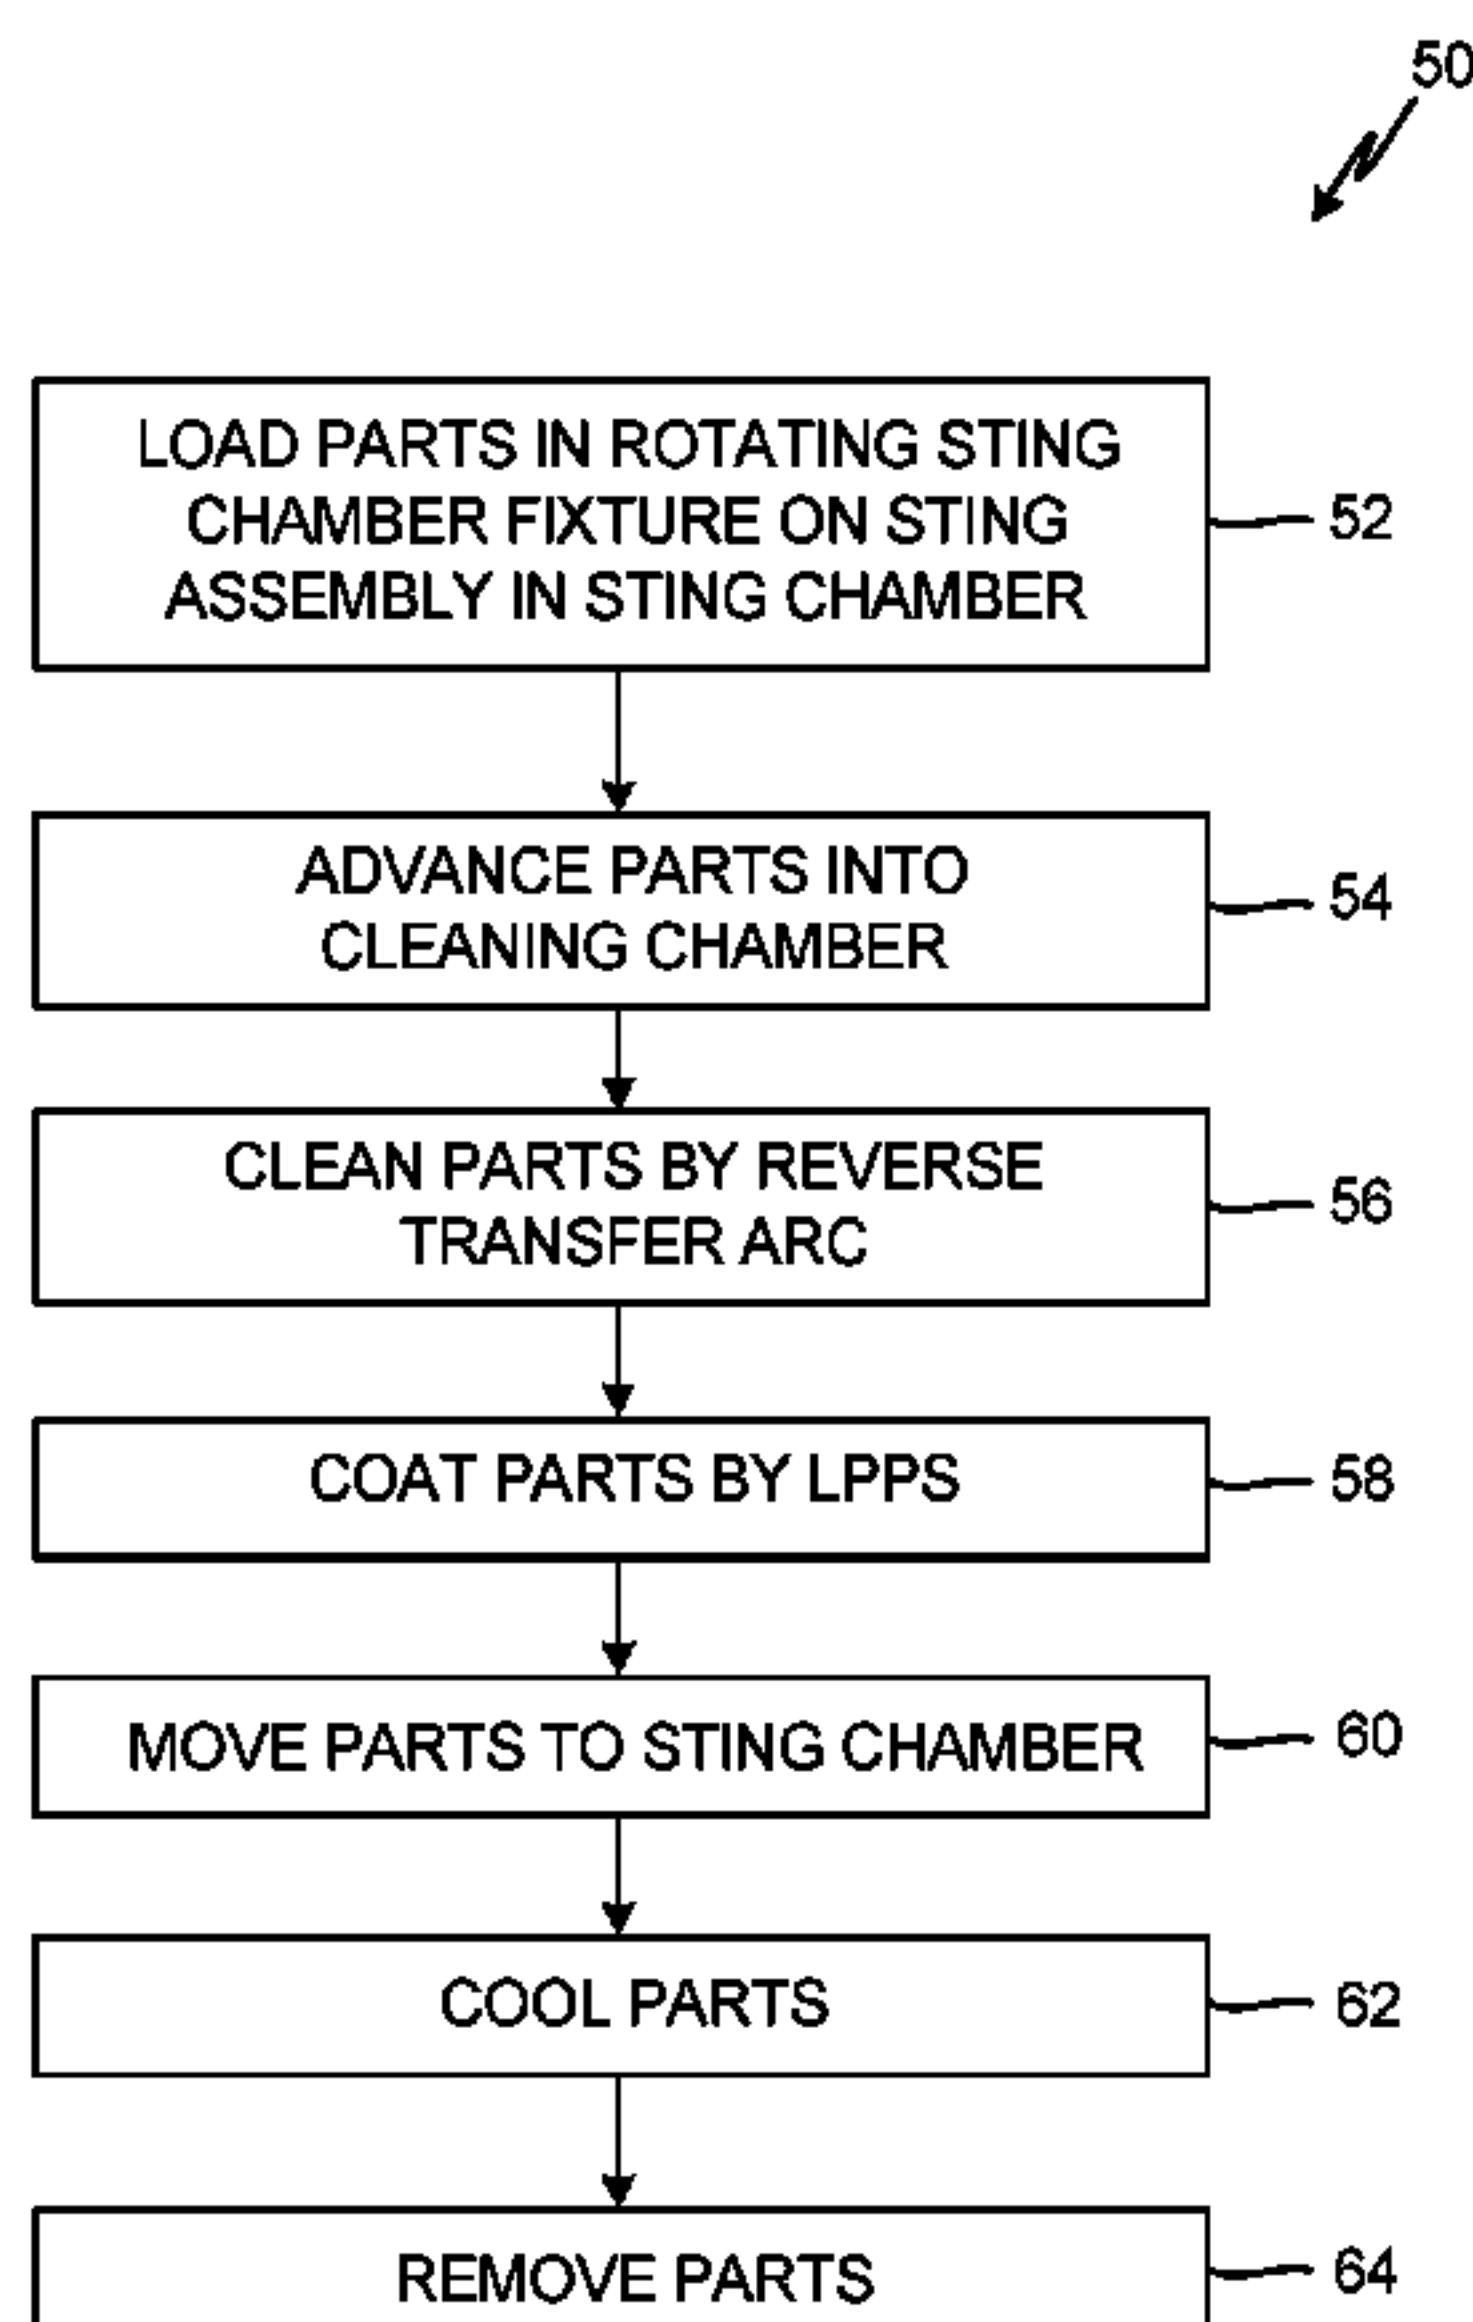 50
LOAD PARTS IN ROTATING STING
CHAMBER FIXTURE ON STING
ASSEMBLY IN STING CHAMBER
52
ADVANCE PARTS INTO
CLEANING CHAMBER
54
CLEAN PARTS BY REVERSE
TRANSFER ARC
56
COAT PARTS BY LPPS
58
MOVE PARTS TO STING CHAMBER
60
COOL PARTS
62
REMOVE PARTS
64